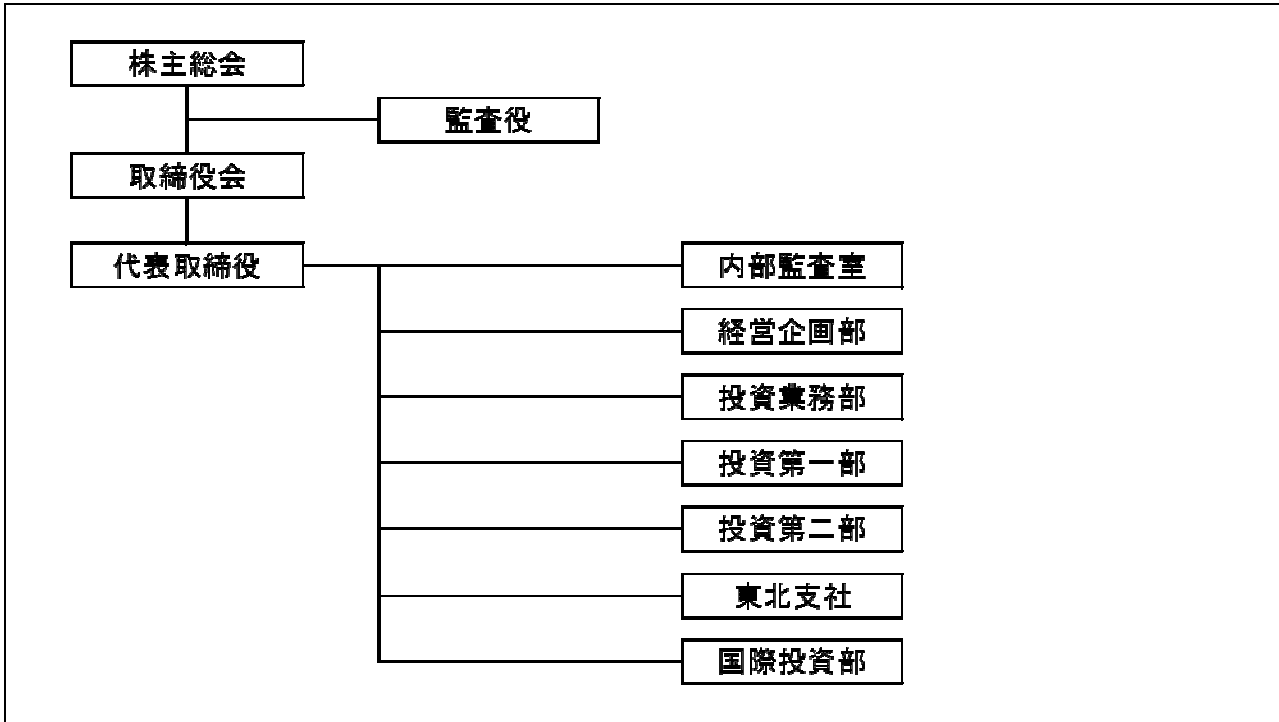 株主総会
監査役
取締役会
代表取締役
内部監査室
経営企画部
投資業務部
投資第一部
投資第二部
東北支社
国際投資部